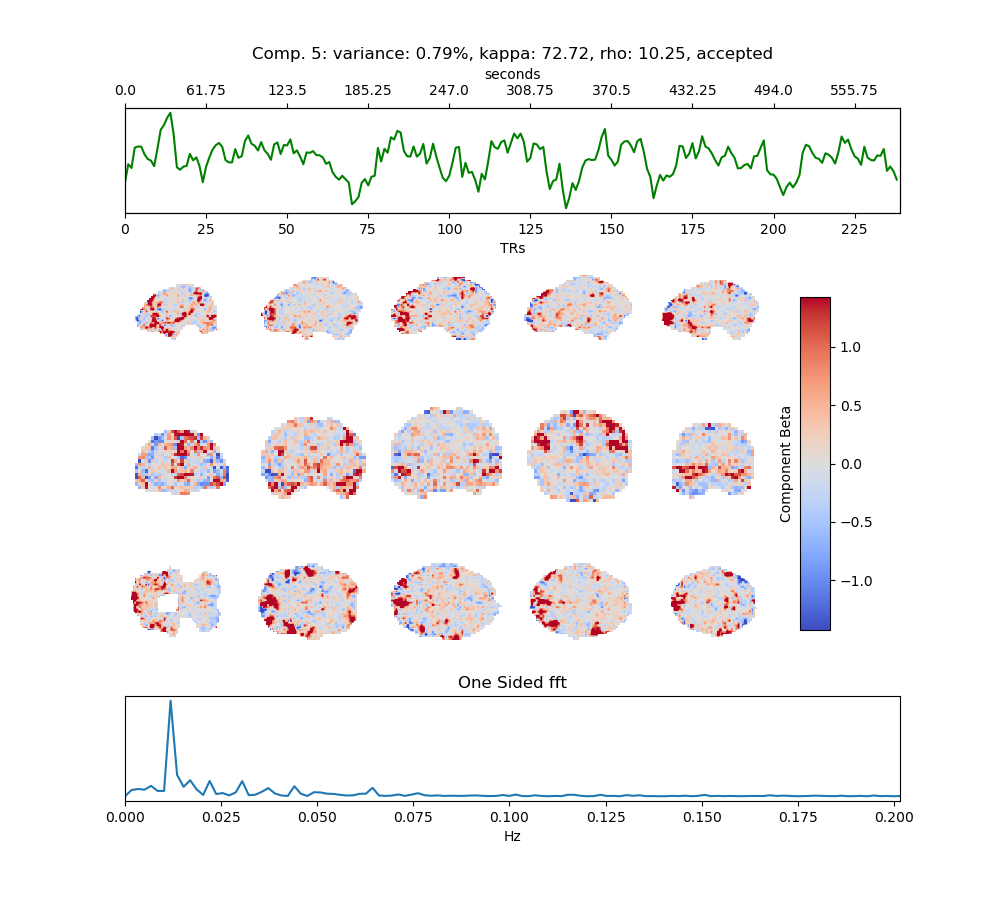 Comp. 5: variance: 0.79%, kappa: 72.72, rho: 10.25, accepted
seconds
0.0 61.75 123.5 185.25 247.0 308.75 370.5 432.25 494.0 555.75
0 25 50 75 100 125 150 175 200 225
TRs
1.0
0.5
0.0
−0.5
−1.0
Component Beta
One Sided fft
0.000 0.025 0.050 0.075 0.100 0.125 0.150 0.175 0.200
Hz